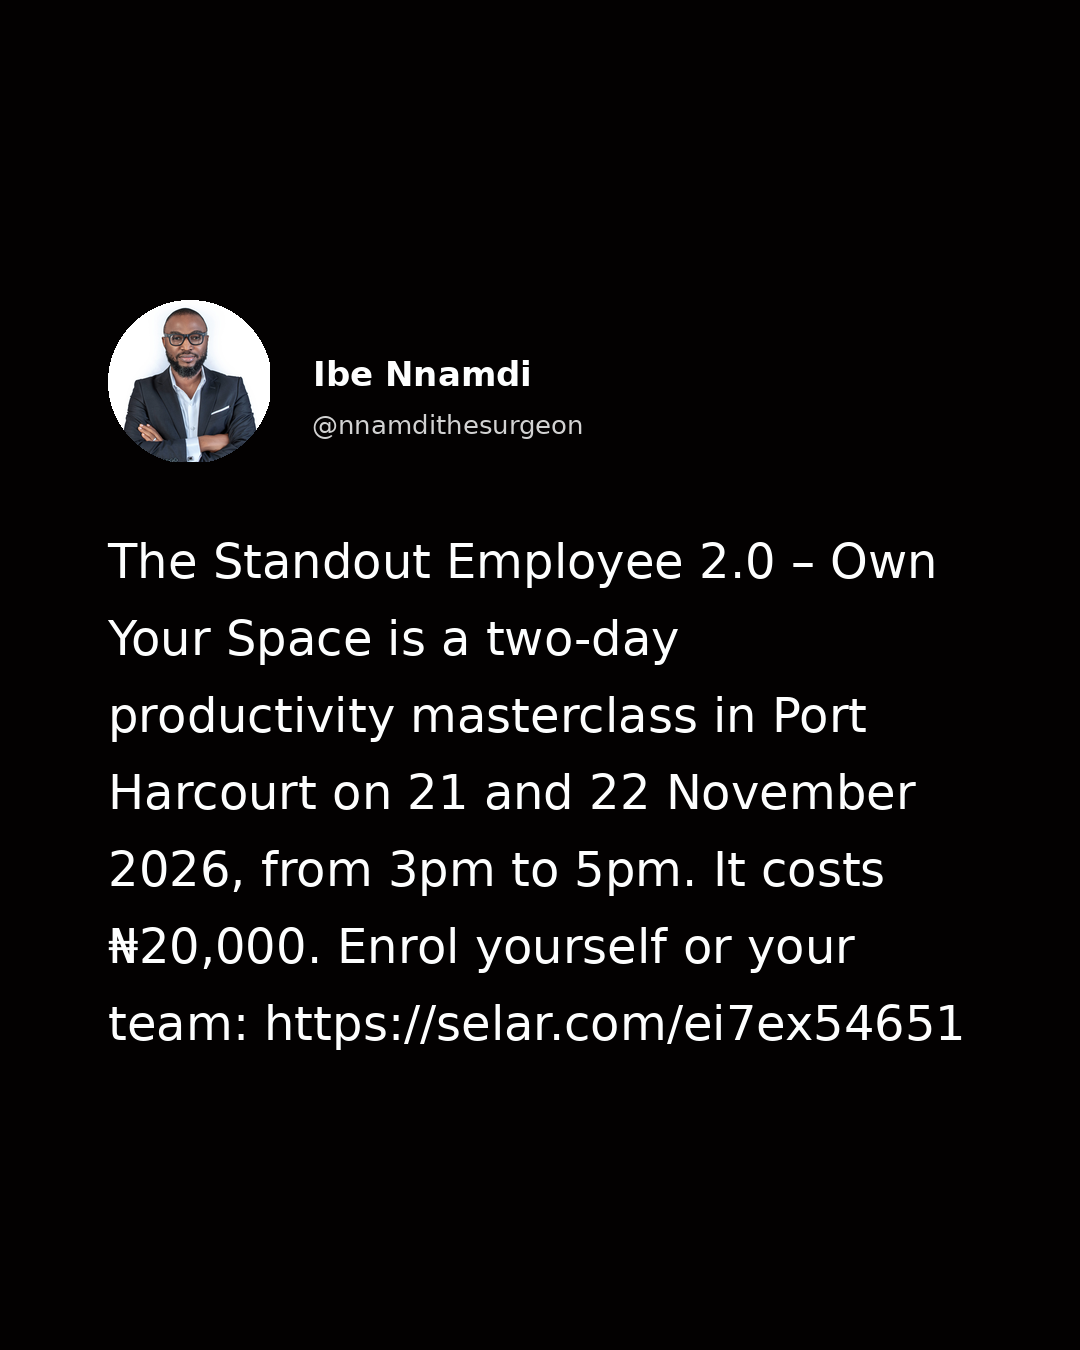 Ibe Nnamdi
@nnamdithesurgeon
The Standout Employee 2.0 – Own
Your Space is a two-day
productivity masterclass in Port
Harcourt on 21 and 22 November
2026, from 3pm to 5pm. It costs
₦20,000. Enrol yourself or your
team: https://selar.com/ei7ex54651